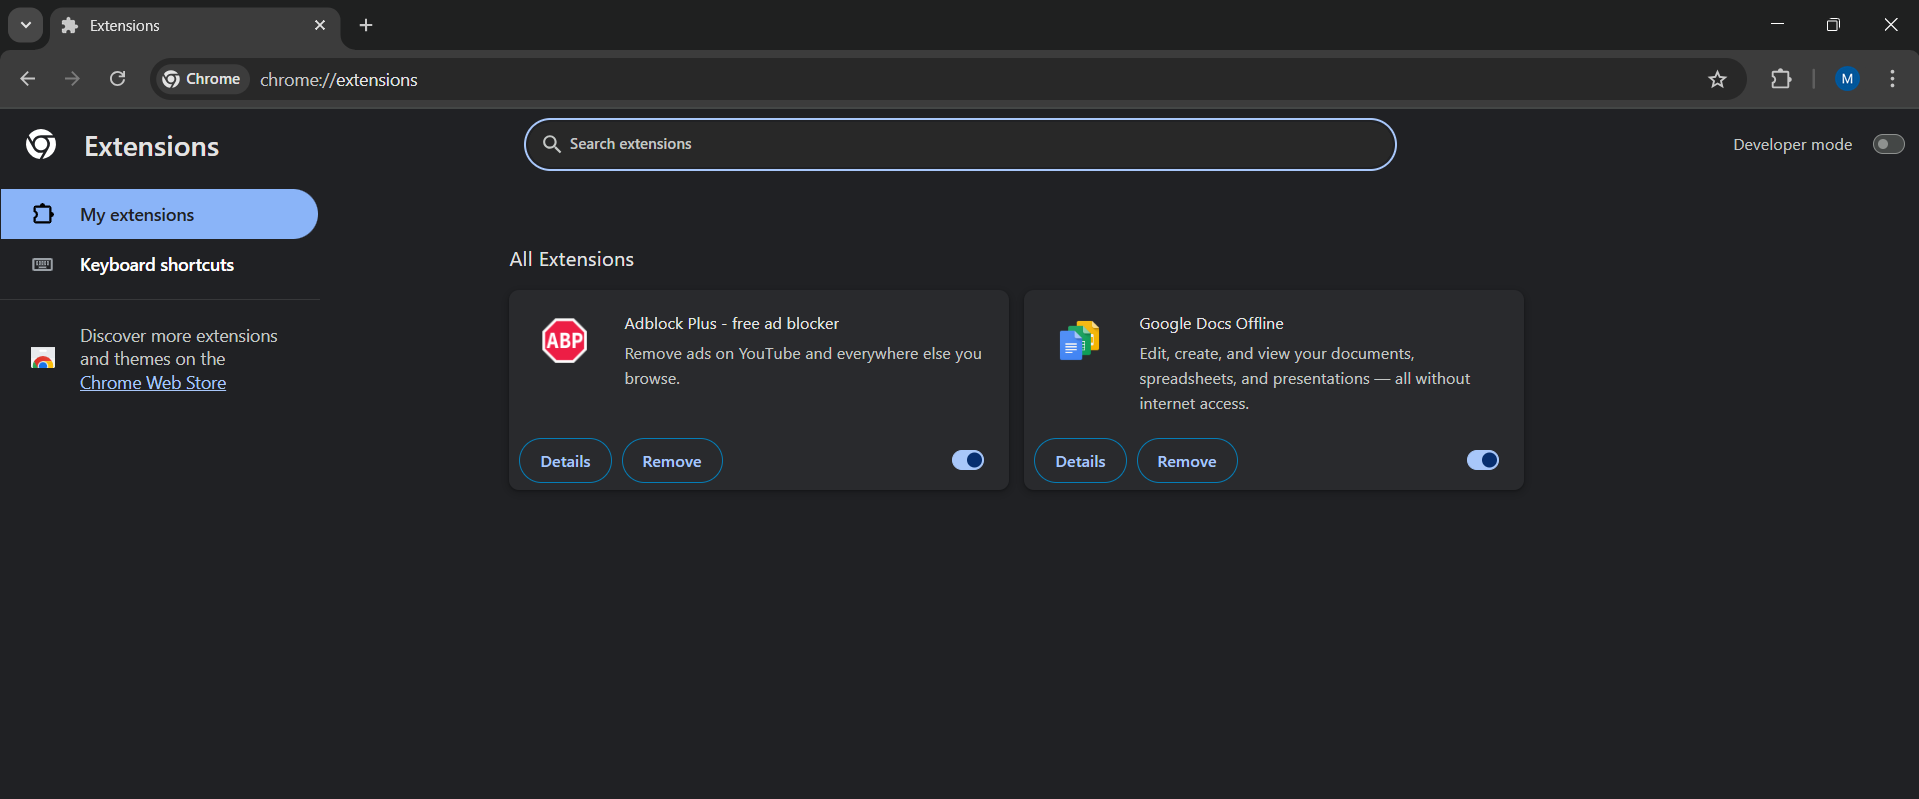 Extensions
Chrome
chrome://extensions
M
Extensions
Search extensions
Developer mode
My extensions
Keyboard shortcuts
Discover more extensions
and themes on the
Chrome Web Store
All Extensions
ABP
Adblock Plus - free ad blocker
Remove ads on YouTube and everywhere else you
browse.
Details
Remove
Google Docs Offline
Edit, create, and view your documents,
spreadsheets, and presentations — all without
internet access.
Details
Remove